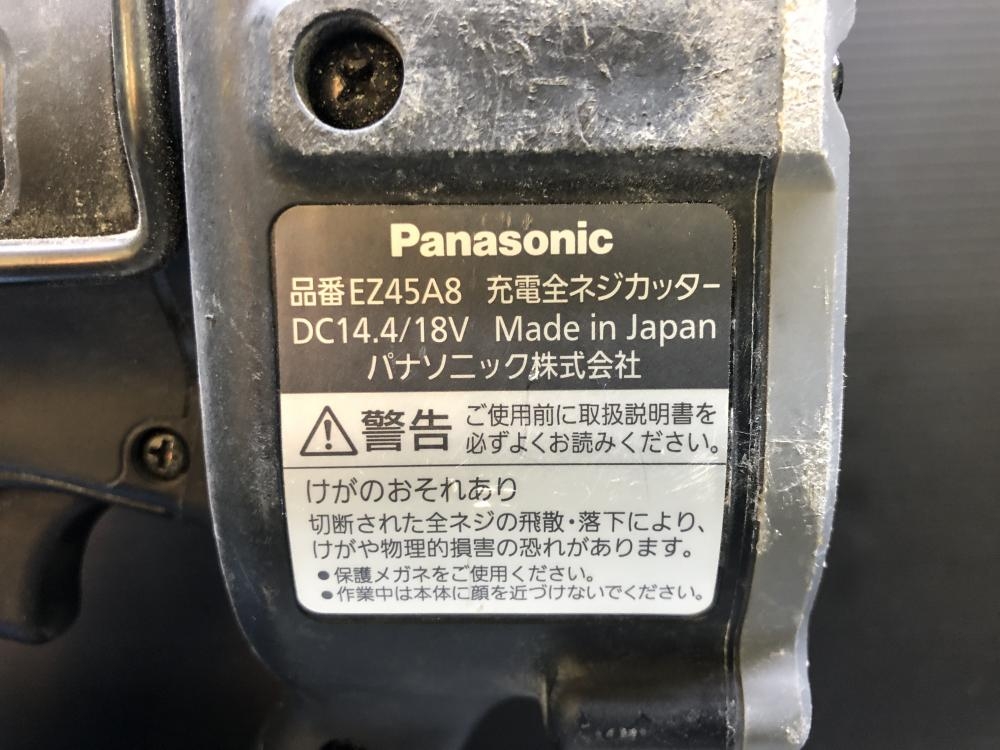 Panasonic
品番EZ45A8 充電全ネジカッター
DC14.4/18V Made in Japan
パナソニック株式会社
警告 ご使用前に取扱説明書を
必ずよくお読みください。
けがのおそれあり
切断された全ネジの飛散・落下により、
けがや物理的損害の恐れがあります。
●保護メガネをご使用ください。
●作業中は本体に顔を近づけないでください。